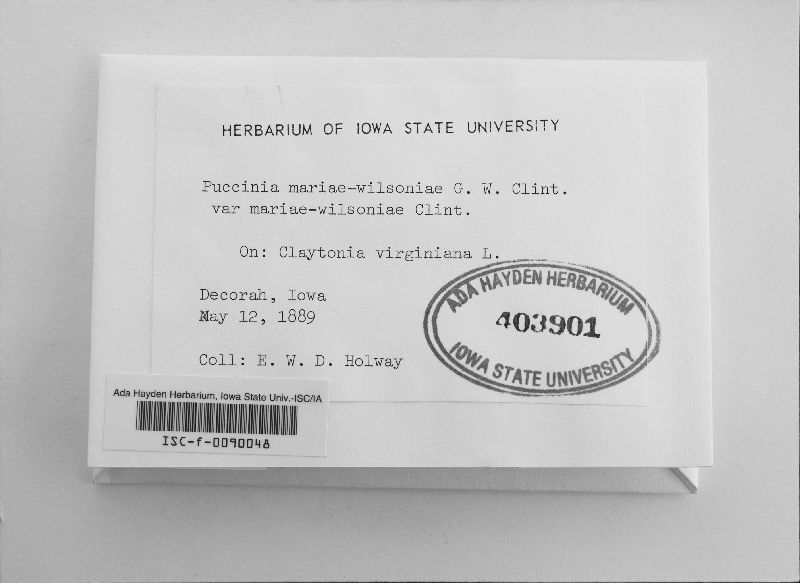 HERBARIUM OF IOWA STATE UNIVERSITY
Puccinia mariae-wilsoniae G. W. Clint.
var mariae-wilsoniae Clint.
On: Claytonia virginiana L.
Decorah, Iowa
May 12, 1889
Coll: E. W. D. Holway
ADA HAYDEN HERBARIUM
403901
IOWA STATE UNIVERSITY
Ada Hayden Herbarium, Iowa State Univ.-ISC/IA
ISC-f-0090048